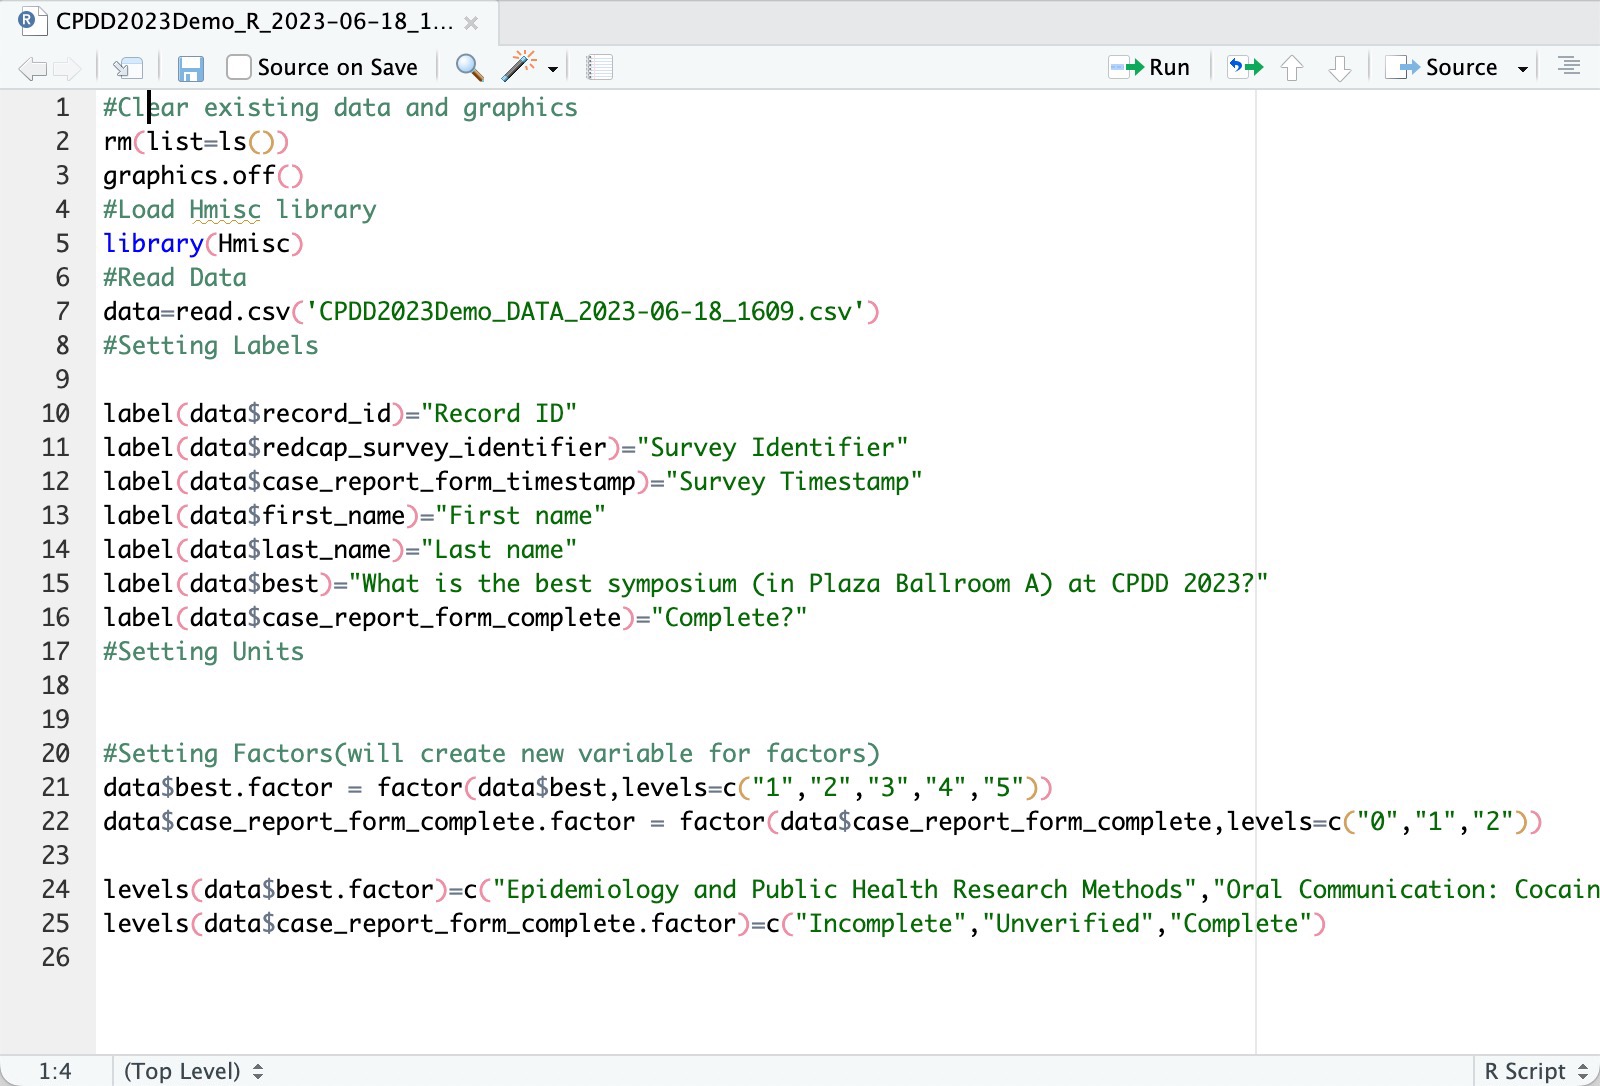 CPDD2023Demo_R_2023-06-18_1...
Source on Save
Run
Source
1 #Clear existing data and graphics
2 rm(list=ls())
3 graphics.off()
4 #Load Hmisc library
5 library(Hmisc)
6 #Read Data
7 data=read.csv('CPDD2023Demo_DATA_2023-06-18_1609.csv')
8 #Setting Labels
9
10 label(data$record_id)="Record ID"
11 label(data$redcap_survey_identifier)="Survey Identifier"
12 label(data$case_report_form_timestamp)="Survey Timestamp"
13 label(data$first_name)="First name"
14 label(data$last_name)="Last name"
15 label(data$best)="What is the best symposium (in Plaza Ballroom A) at CPDD 2023?"
16 label(data$case_report_form_complete)="Complete?"
17 #Setting Units
18
19
20 #Setting Factors(will create new variable for factors)
21 data$best.factor = factor(data$best,levels=c("1","2","3","4","5"))
22 data$case_report_form_complete.factor = factor(data$case_report_form_complete,levels=c("0","1","2"))
23
24 levels(data$best.factor)=c("Epidemiology and Public Health Research Methods","Oral Communication: Cocain
25 levels(data$case_report_form_complete.factor)=c("Incomplete","Unverified","Complete")
26
1:4 (Top Level) R Script